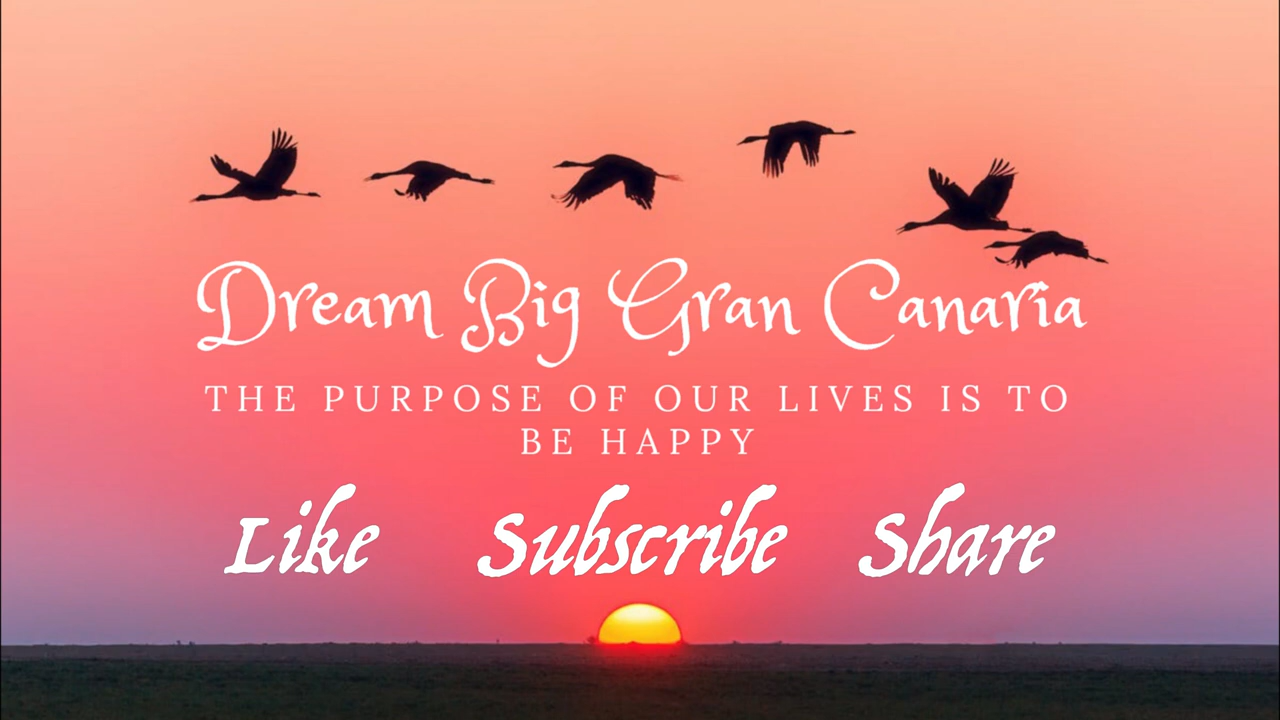 Dream Big Gran Canaria
THE PURPOSE OF OUR LIVES IS TO
BE HAPPY
Like Subscribe Share